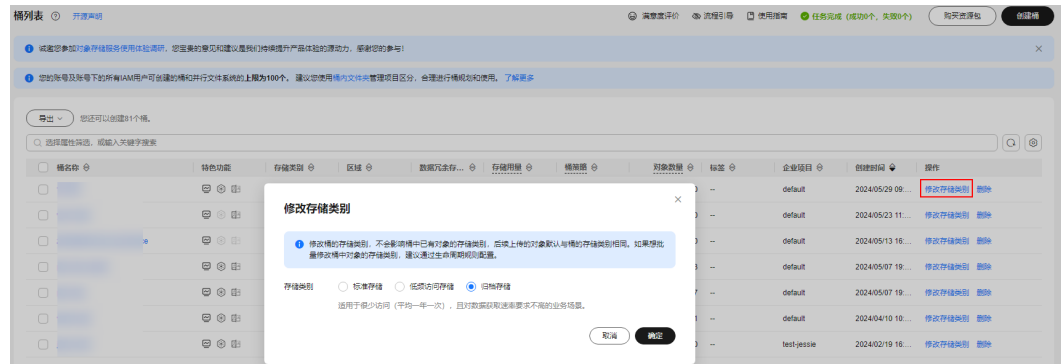 桶列表 开源声明 满意度评价 流程引导 使用指南 任务完成（成功0个，失败0个） 购买资源包 创建桶
诚邀您参加对象存储服务使用体验调研，您宝贵的意见和建议是我们持续提升产品体验的源动力，感谢您的参与！
您的账号及账号下的所有IAM用户可创建的桶和并行文件系统的上限为100个。 建议您使用桶内文件夹管理项目区分，合理进行桶规划和使用。 了解更多
导出 您还可以创建81个桶。
选择属性筛选，或输入关键字搜索
桶名称 特色功能 存储类别 区域 数据冗余存... 存储用量 桶策略 对象数量 标签 企业项目 创建时间 操作
-- default 2024/05/29 09:... 修改存储类别 删除
-- default 2024/05/23 11:... 修改存储类别 删除
-- default 2024/05/13 16:... 修改存储类别 删除
-- default 2024/05/07 19:... 修改存储类别 删除
-- default 2024/05/07 19:... 修改存储类别 删除
-- default 2024/04/10 10:... 修改存储类别 删除
-- test-jessie 2024/02/19 16:... 修改存储类别 删除
修改存储类别
修改桶的存储类别，不会影响桶中已有对象的存储类别，后续上传的对象默认与桶的存储类别相同。如果想批
量修改桶中对象的存储类别，建议通过生命周期规则配置。
存储类别 标准存储 低频访问存储 归档存储
适用于很少访问（平均一年一次），且对数据获取速率要求不高的业务场景。
取消 确定